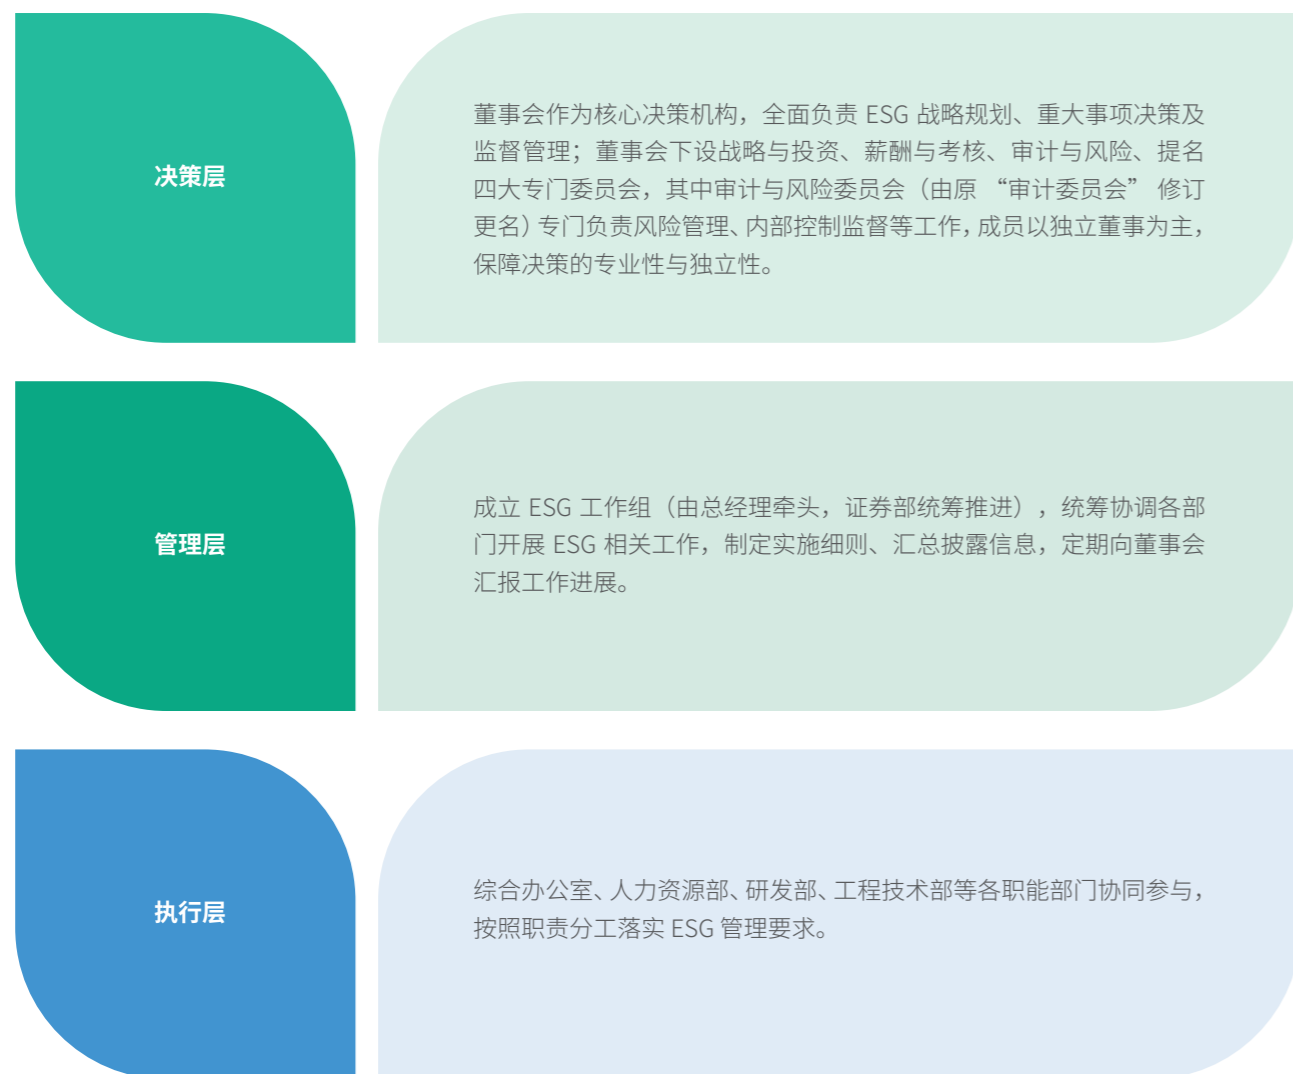 决策层
董事会作为核心决策机构，全面负责 ESG 战略规划、重大事项决策及
监督管理；董事会下设战略与投资、薪酬与考核、审计与风险、提名
四大专门委员会，其中审计与风险委员会（由原 “审计委员会” 修订
更名）专门负责风险管理、内部控制监督等工作，成员以独立董事为主，
保障决策的专业性与独立性。
管理层
成立 ESG 工作组（由总经理牵头，证券部统筹推进），统筹协调各部
门开展 ESG 相关工作，制定实施细则、汇总披露信息，定期向董事会
汇报工作进展。
执行层
综合办公室、人力资源部、研发部、工程技术部等各职能部门协同参与，
按照职责分工落实 ESG 管理要求。